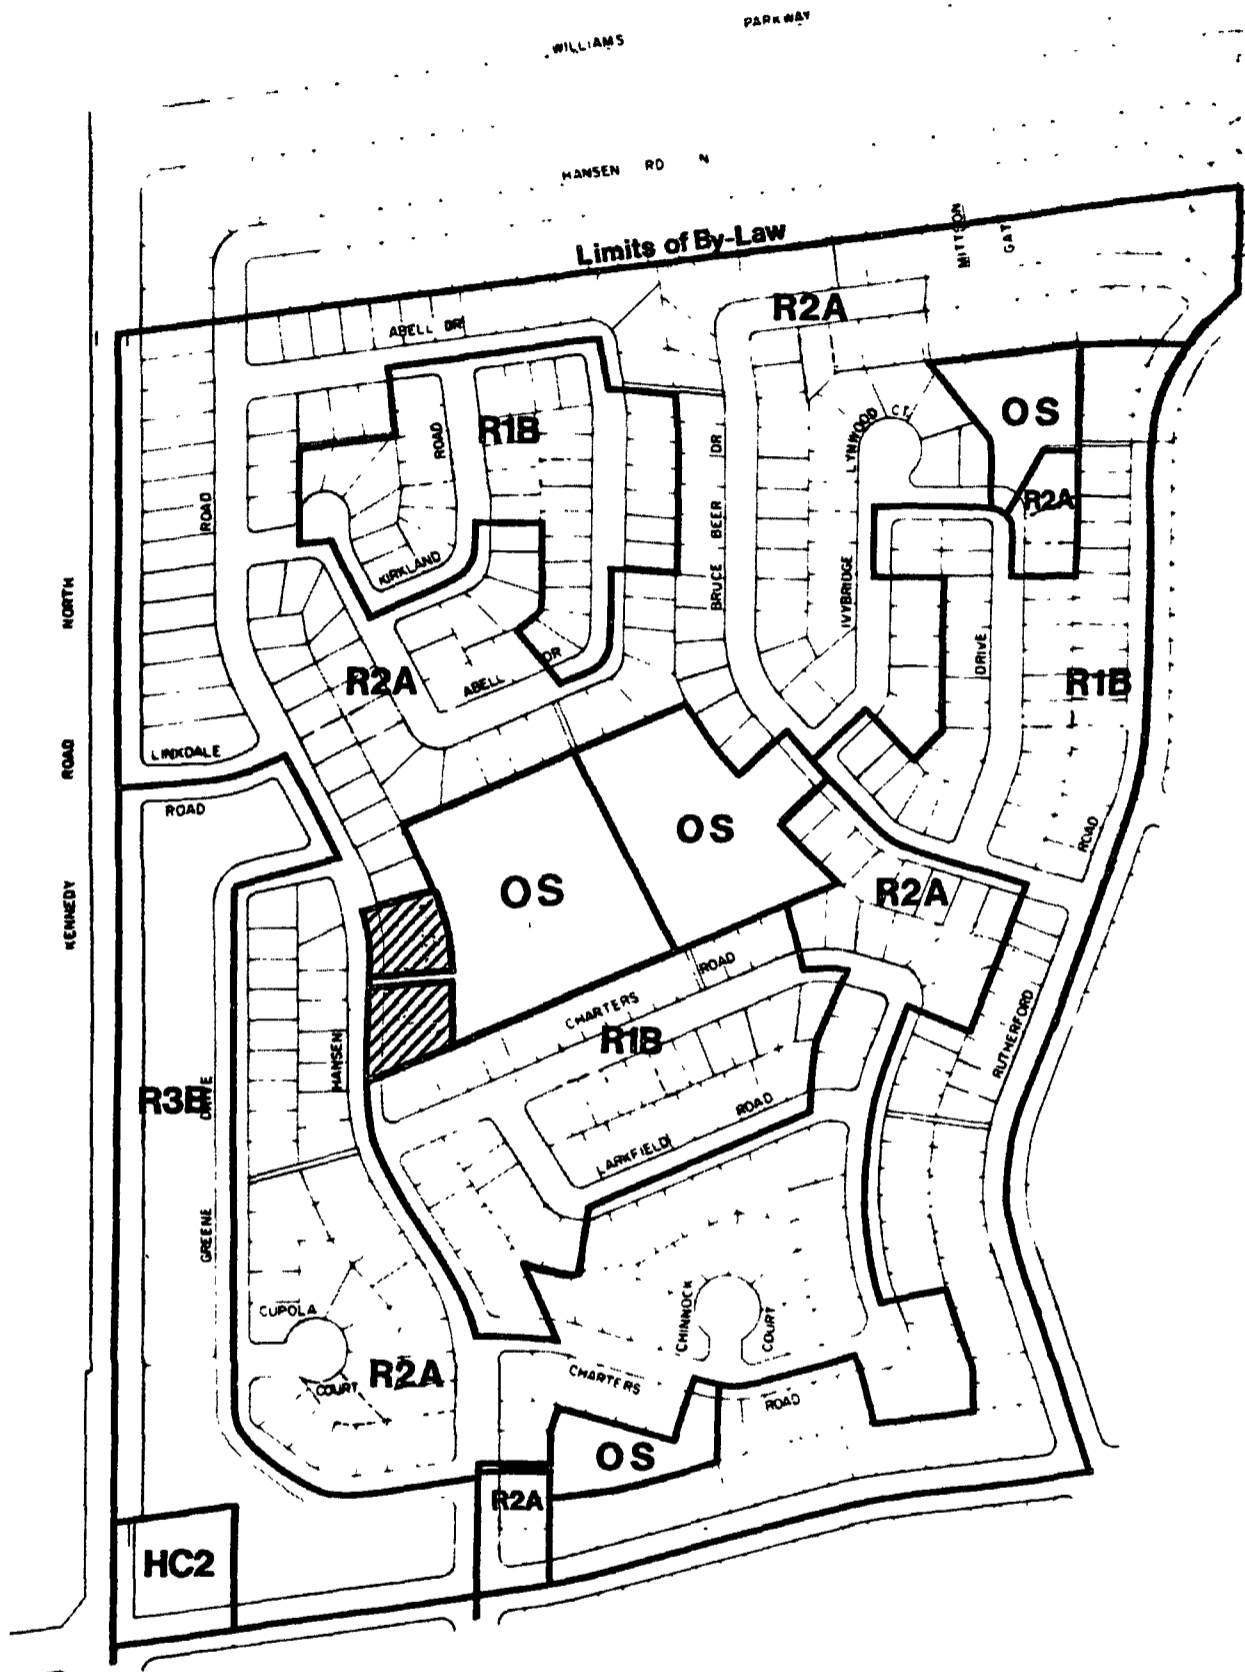 WILLIAMS PARKWAY
HANSEN RD N
Limits of By-Law
MITTSON
GAT
R2A
ABELL DR
OS
LYNWOOD CT.
R1B
ROAD
ROAD
BRUCE BEER DR
R2A
KIRKLAND
IVYBRIDGE
DRIVE
KENNEDY ROAD NORTH
R2A
ABELL DR
R1B
LINKDALE
ROAD
OS
ROAD
OS
R2A
CHARTERS ROAD
RUTHERFORD
R1B
HANSEN
R3B
GREENE DRIVE
LARKFIELD ROAD
CUPOLA
COURT
CHINNOCK
COURT
R2A
CHARTERS
ROAD
OS
R2A
HC2